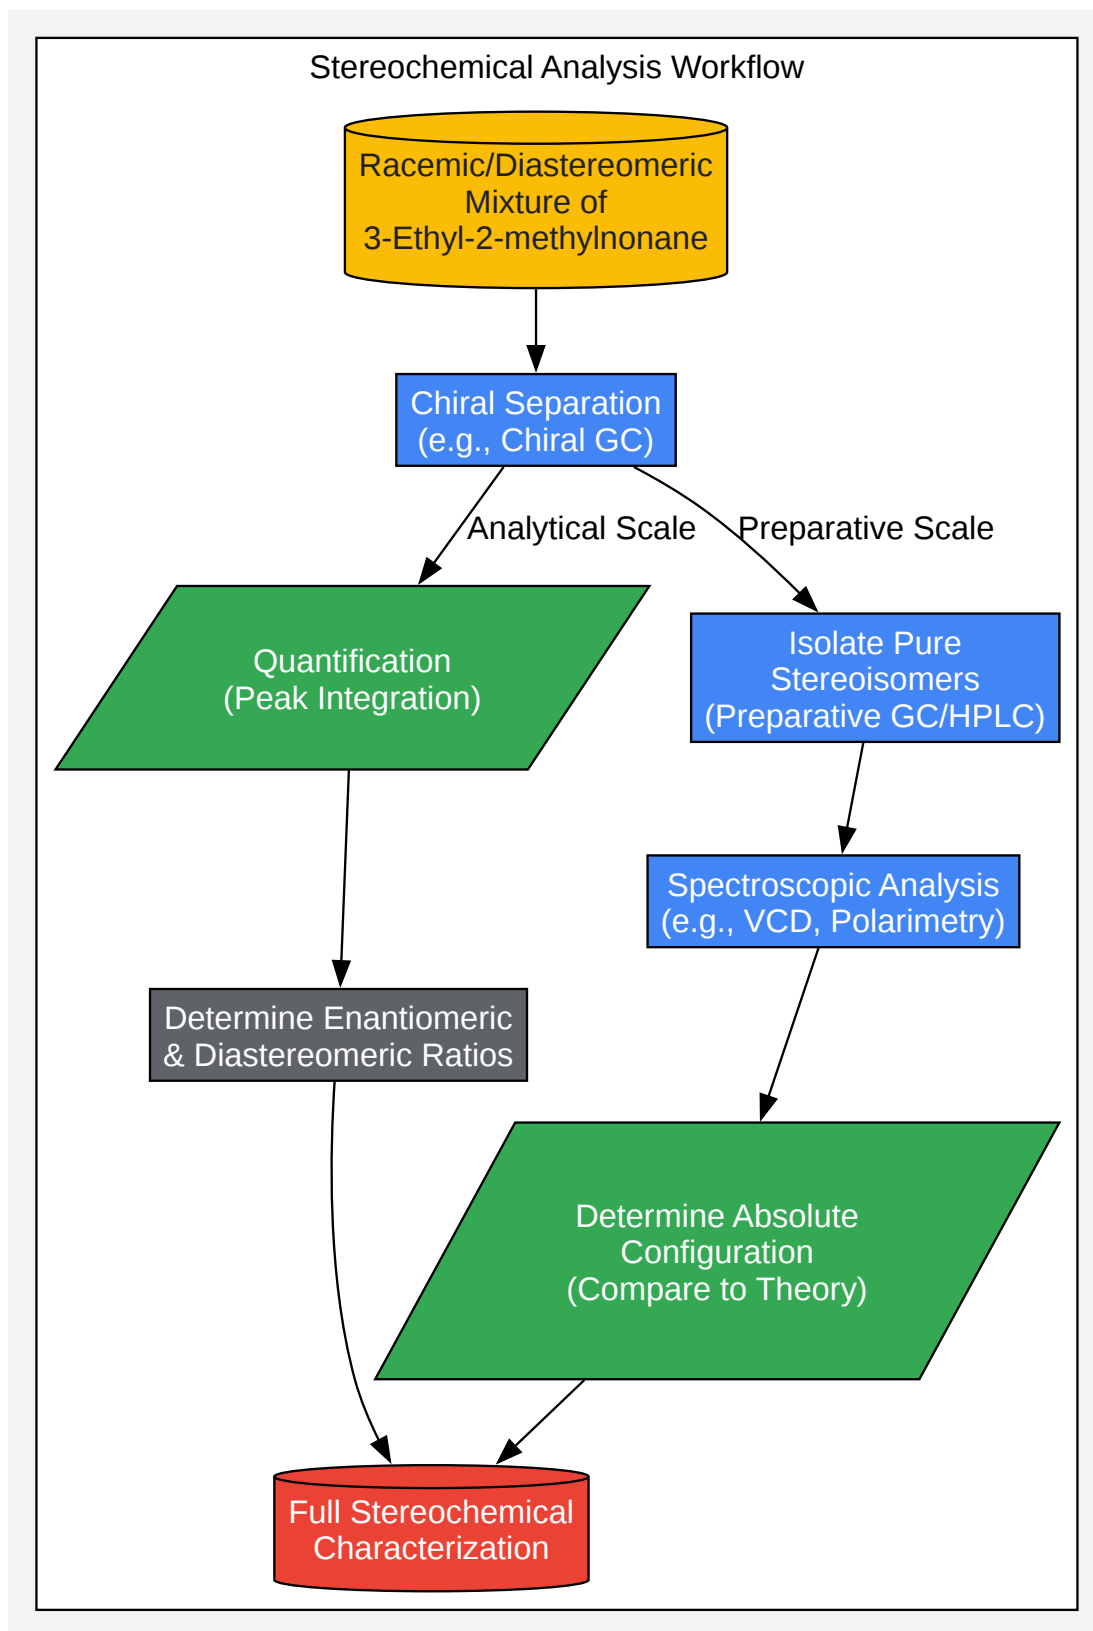 Stereochemical Analysis Workflow
Racemic/Diastereomeric
Mixture of
3-Ethyl-2-methylnonane
Chiral Separation
(e.g., Chiral GC)
Analytical Scale
Preparative Scale
Quantification
(Peak Integration)
Isolate Pure
Stereoisomers
(Preparative GC/HPLC)
Spectroscopic Analysis
(e.g., VCD, Polarimetry)
Determine Enantiomeric
& Diastereomeric Ratios
Determine Absolute
Configuration
(Compare to Theory)
Full Stereochemical
Characterization